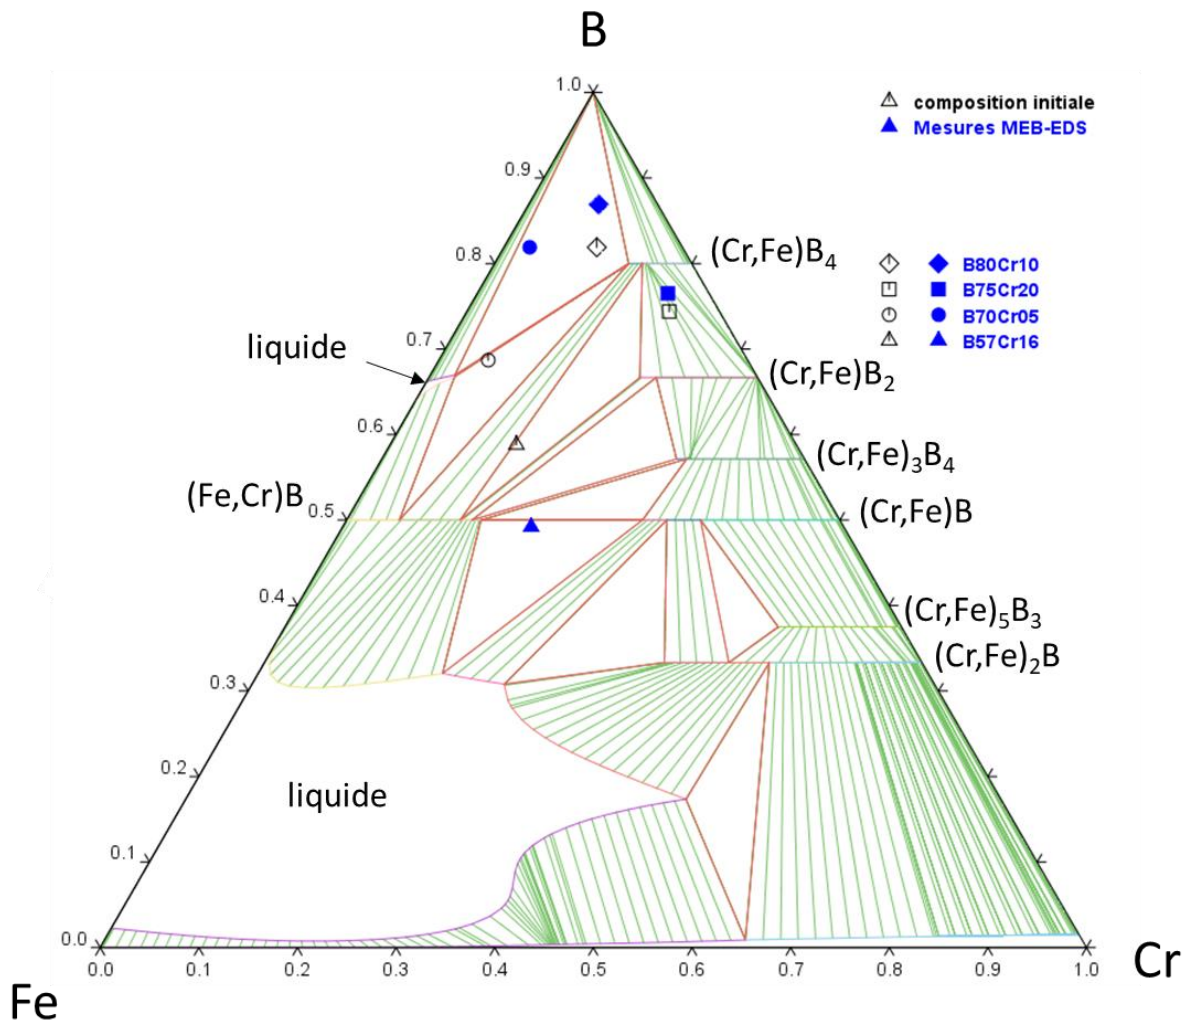 B
1.0
composition initiale
Mesures MEB-EDS
0.9
(Cr,Fe)B₄
0.8
B80Cr10
B75Cr20
B70Cr05
B57Cr16
liquide
0.7
(Cr,Fe)B₂
0.6
(Cr,Fe)₃B₄
(Fe,Cr)B
0.5
(Cr,Fe)B
0.4
(Cr,Fe)₅B₃
(Cr,Fe)₂B
0.3
0.2
liquide
0.1
0.0
0.0 0.1 0.2 0.3 0.4 0.5 0.6 0.7 0.8 0.9 1.0
Cr
Fe